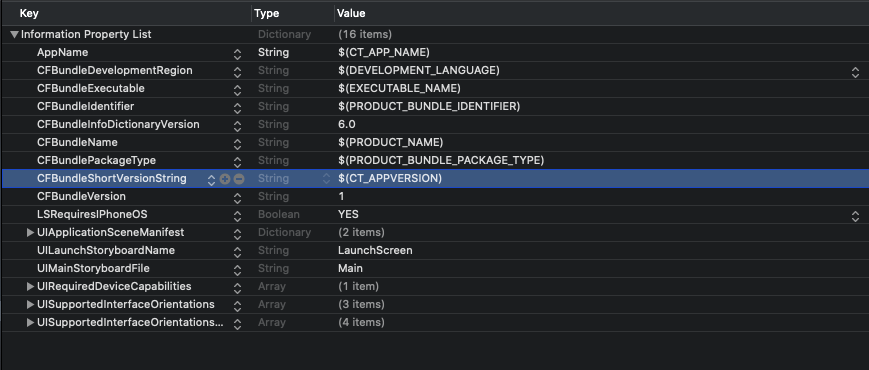 Key Type Value
Information Property List Dictionary (16 items)
AppName String $(CT_APP_NAME)
CFBundleDevelopmentRegion String $(DEVELOPMENT_LANGUAGE)
CFBundleExecutable String $(EXECUTABLE_NAME)
CFBundleIdentifier String $(PRODUCT_BUNDLE_IDENTIFIER)
CFBundleInfoDictionaryVersion String 6.0
CFBundleName String $(PRODUCT_NAME)
CFBundlePackageType String $(PRODUCT_BUNDLE_PACKAGE_TYPE)
CFBundleShortVersionString String $(CT_APPVERSION)
CFBundleVersion String 1
LSRequiresIPhoneOS Boolean YES
UIApplicationSceneManifest Dictionary (2 items)
UILaunchStoryboardName String LaunchScreen
UIMainStoryboardFile String Main
UIRequiredDeviceCapabilities Array (1 item)
UISupportedInterfaceOrientations Array (3 items)
UISupportedInterfaceOrientations... Array (4 items)